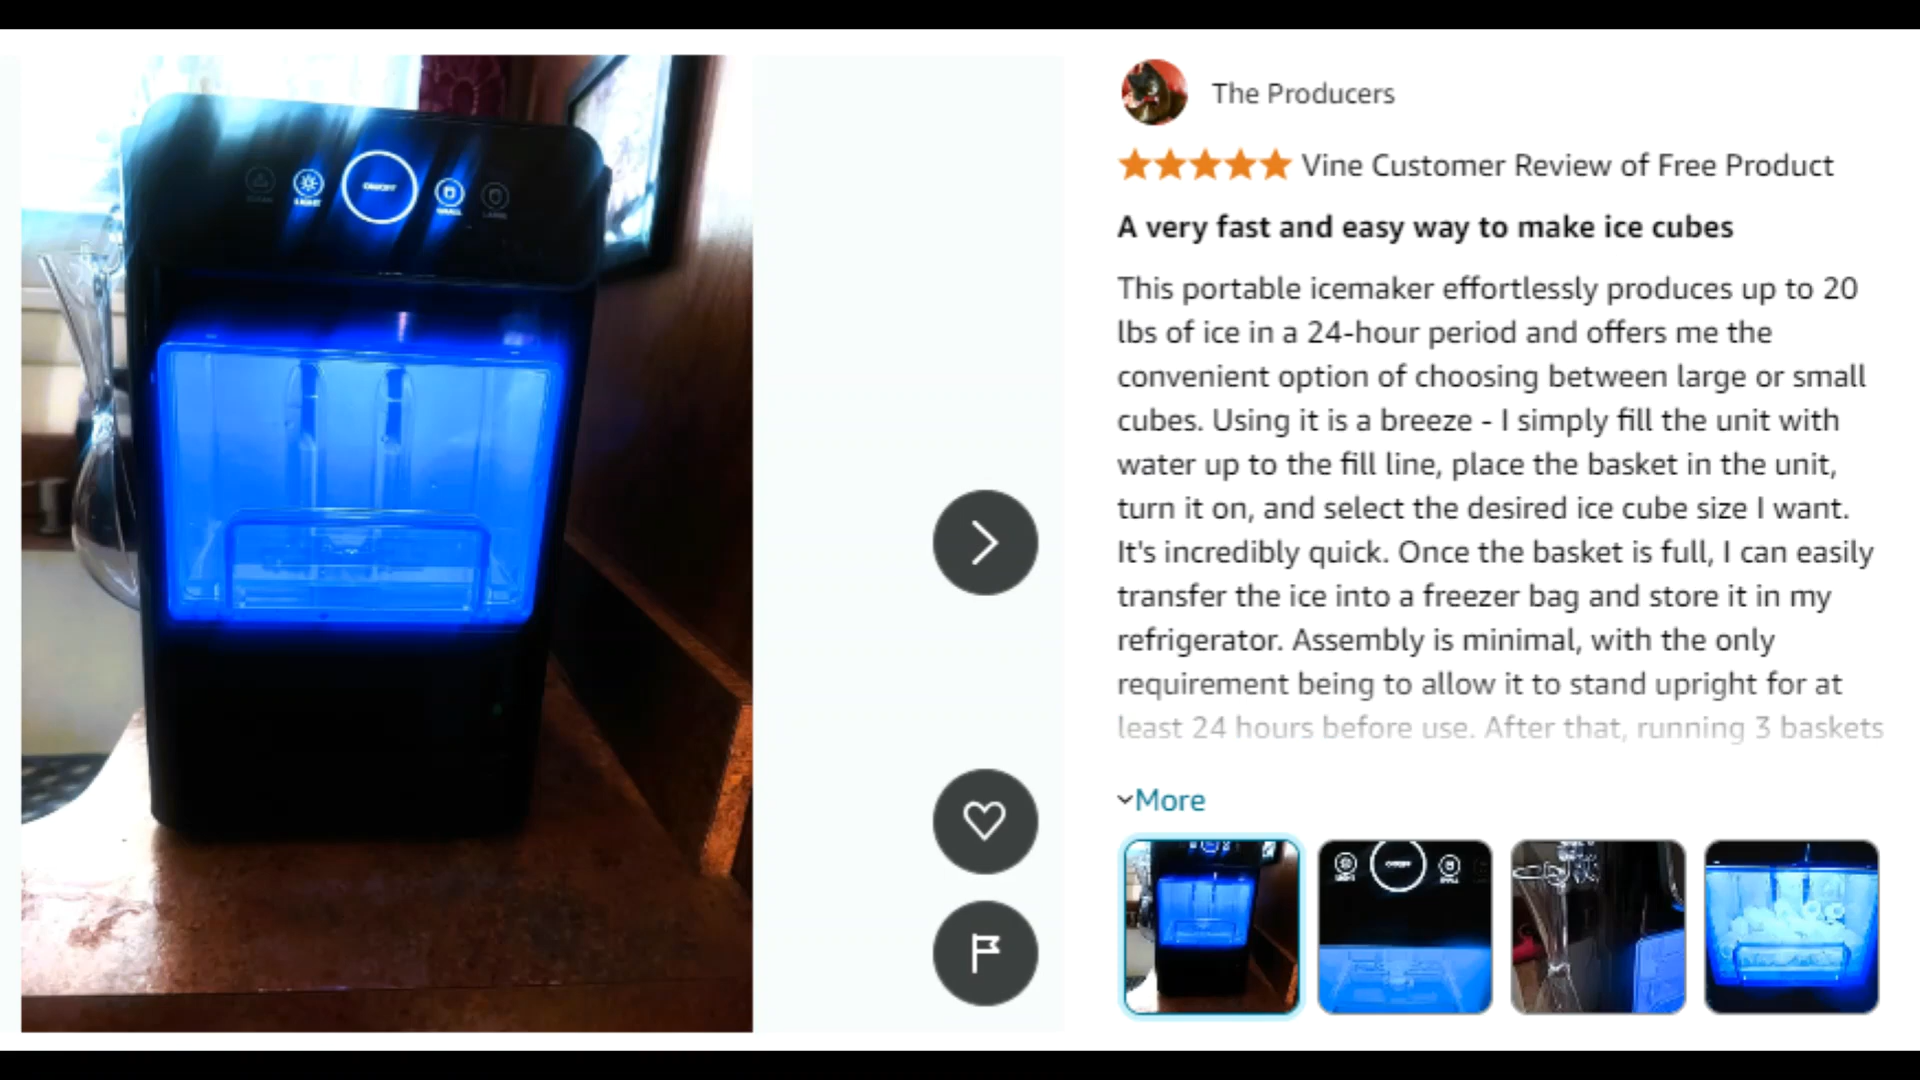 LIGHT
ON/OFF
SMALL
The Producers
Vine Customer Review of Free Product
A very fast and easy way to make ice cubes
This portable icemaker effortlessly produces up to 20
lbs of ice in a 24-hour period and offers me the
convenient option of choosing between large or small
cubes. Using it is a breeze - I simply fill the unit with
water up to the fill line, place the basket in the unit,
turn it on, and select the desired ice cube size I want.
It's incredibly quick. Once the basket is full, I can easily
transfer the ice into a freezer bag and store it in my
refrigerator. Assembly is minimal, with the only
requirement being to allow it to stand upright for at
least 24 hours before use. After that, running 3 baskets
More